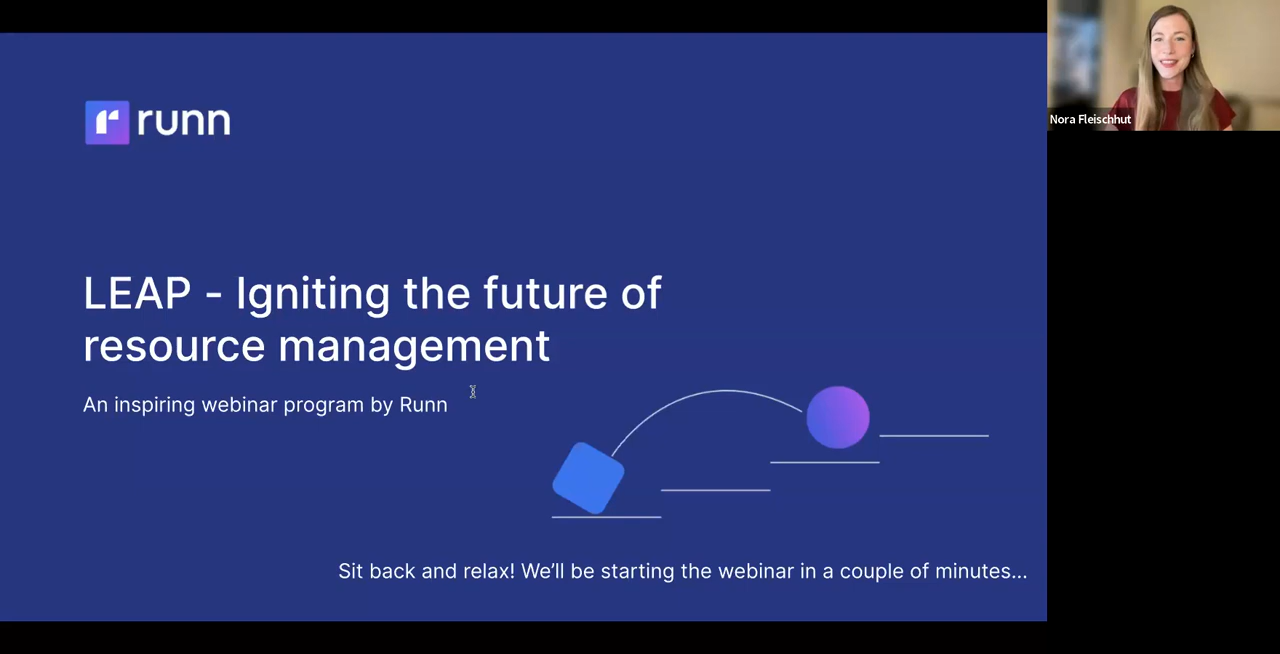 runn
LEAP - Igniting the future of
resource management
An inspiring webinar program by Runn
Sit back and relax! We’ll be starting the webinar in a couple of minutes...
Nora Fleischhut